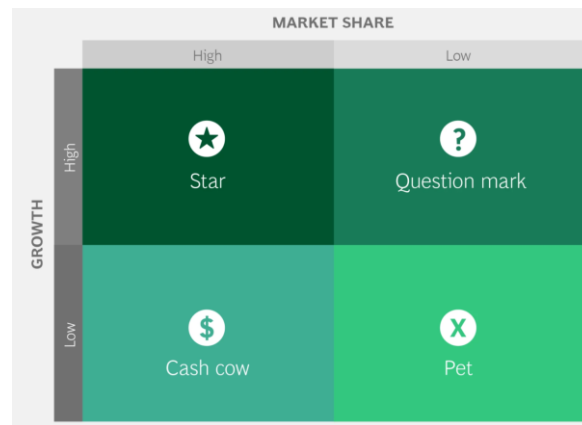 MARKET SHARE
High
Low
GROWTH
High
Star
?
Question mark
Low
$
Cash cow
X
Pet